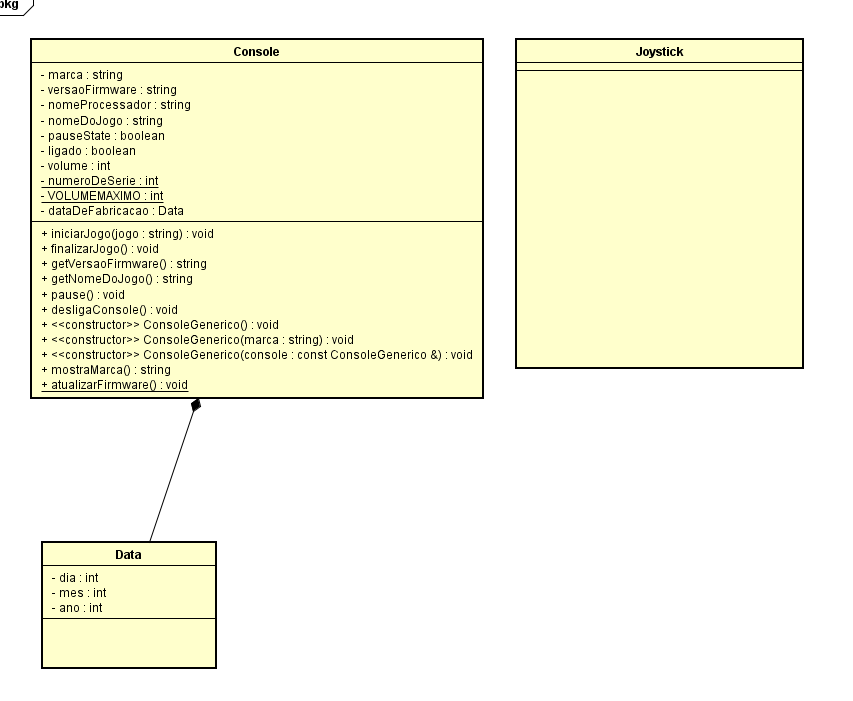 pkg
Console
- marca : string
- versaoFirmware : string
- nomeProcessador : string
- nomeDoJogo : string
- pauseState : boolean
- ligado : boolean
- volume : int
- numeroDeSerie : int
- VOLUMEMAXIMO : int
- dataDeFabricacao : Data
+ iniciarJogo(jogo : string) : void
+ finalizarJogo() : void
+ getVersaoFirmware() : string
+ getNomeDoJogo() : string
+ pause() : void
+ desligaConsole() : void
+ <<constructor>> ConsoleGenerico() : void
+ <<constructor>> ConsoleGenerico(marca : string) : void
+ <<constructor>> ConsoleGenerico(console : const ConsoleGenerico &) : void
+ mostraMarca() : string
+ atualizarFirmware() : void
Joystick
Data
- dia : int
- mes : int
- ano : int